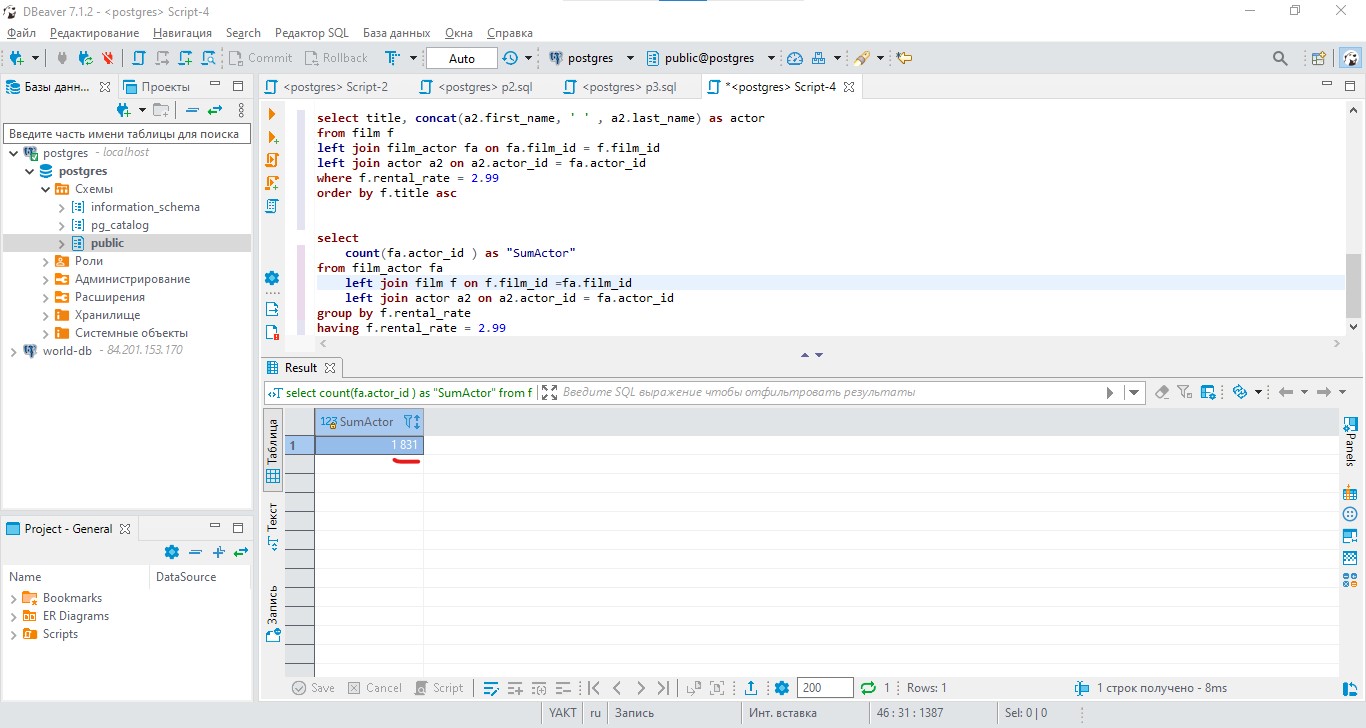 DBeaver 7.1.2 - <postgres> Script-4
Файл Редактирование Навигация Search Редактор SQL База данных Окна Справка
Commit Rollback Auto postgres public@postgres
Базы данн... Проекты
<postgres> Script-2 <postgres> p2.sql <postgres> p3.sql *<postgres> Script-4
Введите часть имени таблицы для поиска
postgres - localhost
postgres
Схемы
information_schema
pg_catalog
public
Роли
Администрирование
Расширения
Хранилище
Системные объекты
world-db - 84.201.153.170
select title, concat(a2.first_name, ' ' , a2.last_name) as actor
from film f
left join film_actor fa on fa.film_id = f.film_id
left join actor a2 on a2.actor_id = fa.actor_id
where f.rental_rate = 2.99
order by f.title asc
select
count(fa.actor_id ) as "SumActor"
from film_actor fa
left join film f on f.film_id =fa.film_id
left join actor a2 on a2.actor_id = fa.actor_id
group by f.rental_rate
having f.rental_rate = 2.99
Result
select count(fa.actor_id ) as "SumActor" from f Введите SQL выражение чтобы отфильтровать результаты
Таблица
Текст
Запись
123 SumActor
1 1 831
Panels
Project - General
Name DataSource
Bookmarks
ER Diagrams
Scripts
Save Cancel Script 200 1 Rows: 1 1 строк получено - 8ms
YAKT ru Запись Инт. вставка 46 : 31 : 1387 Sel: 0 | 0